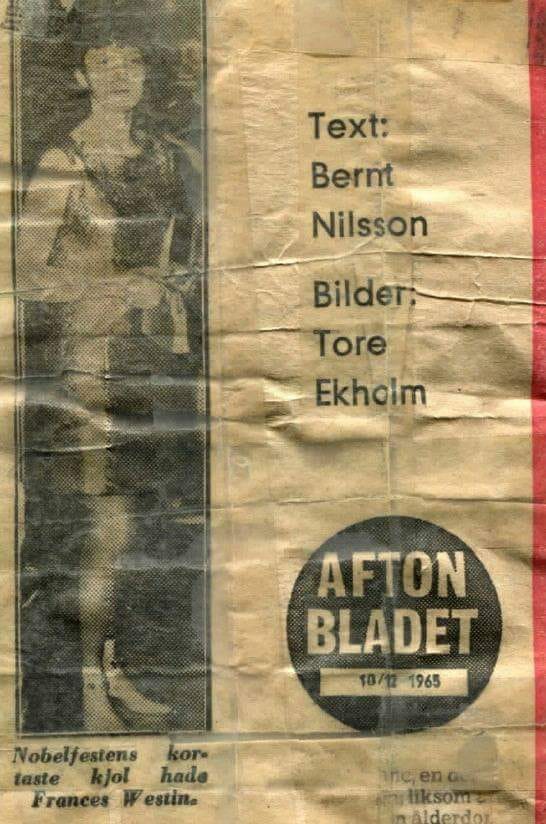 Text:
Bernt
Nilsson
Bilder:
Tore
Ekholm
AFTON
BLADET
10/12 1965
Nobelfestens kor-
taste kjol hade
Frances Westin.
en
liksom
ålderdo